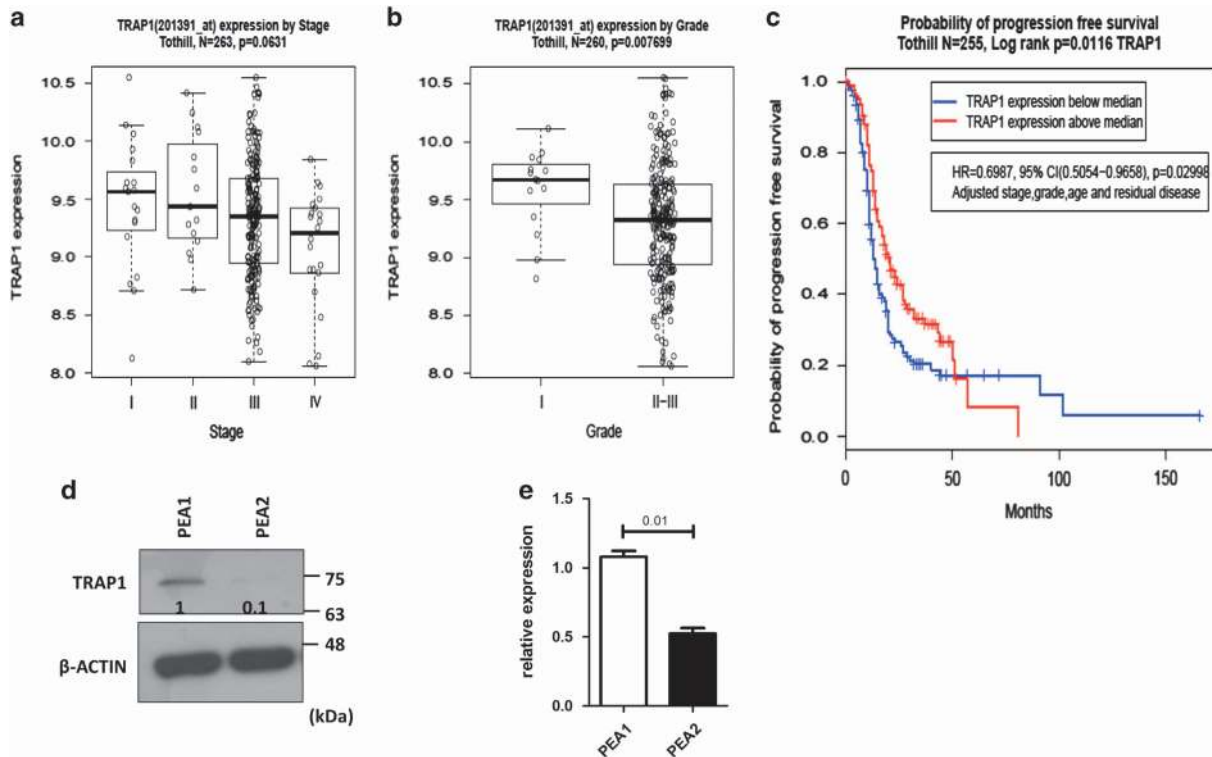 a
TRAP1(201391_at) expression by Stage
Tothill, N=263, p=0.0631
TRAP1 expression
10.5
10.0
9.5
9.0
8.5
8.0
I II III IV
Stage
b
TRAP1(201391_at) expression by Grade
Tothill, N=260, p=0.007699
TRAP1 expression
10.5
10.0
9.5
9.0
8.5
8.0
I II-III
Grade
c
Probability of progression free survival
Tothill N=255, Log rank p=0.0116 TRAP1
Probability of progression free survival
1.0
0.8
0.6
0.4
0.2
0.0
TRAP1 expression below median
TRAP1 expression above median
HR=0.6987, 95% CI(0.5054-0.9658), p=0.02998
Adjusted stage,grade,age and residual disease
0 50 100 150
Months
d
PEA1 PEA2
TRAP1
1 0.1
75
63
48
β-ACTIN
(kDa)
e
relative expression
1.5
1.0
0.5
0.0
0.01
PEA1 PEA2